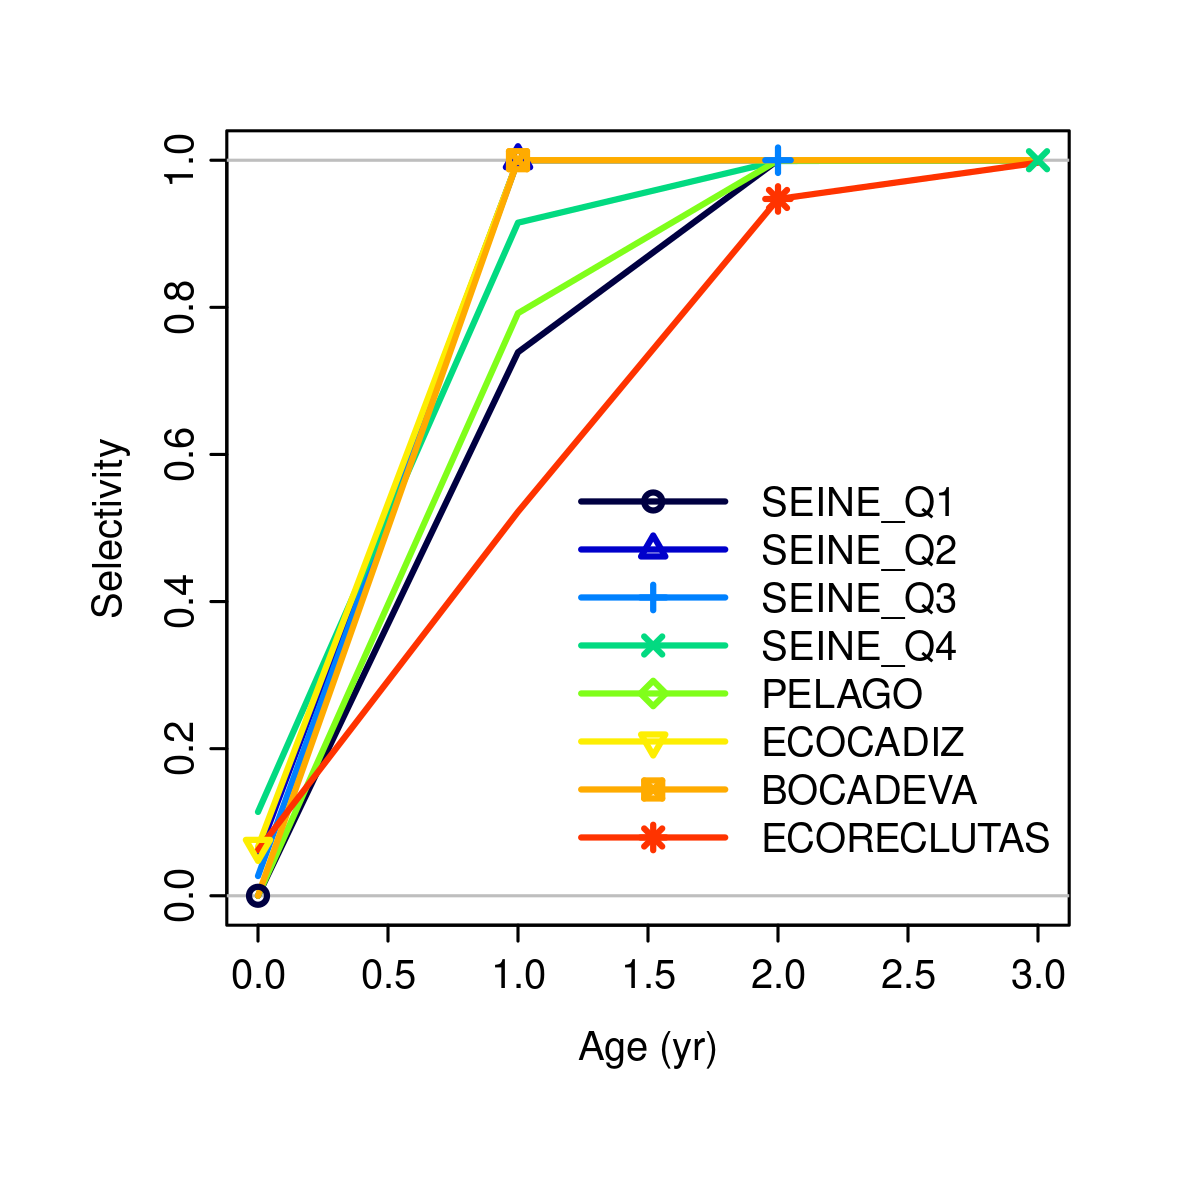 1.0
0.8
0.6
0.4
0.2
0.0
Selectivity
SEINE_Q1
SEINE_Q2
SEINE_Q3
SEINE_Q4
PELAGO
ECOCADIZ
BOCADEVA
ECORECLUTAS
0.0 0.5 1.0 1.5 2.0 2.5 3.0
Age (yr)